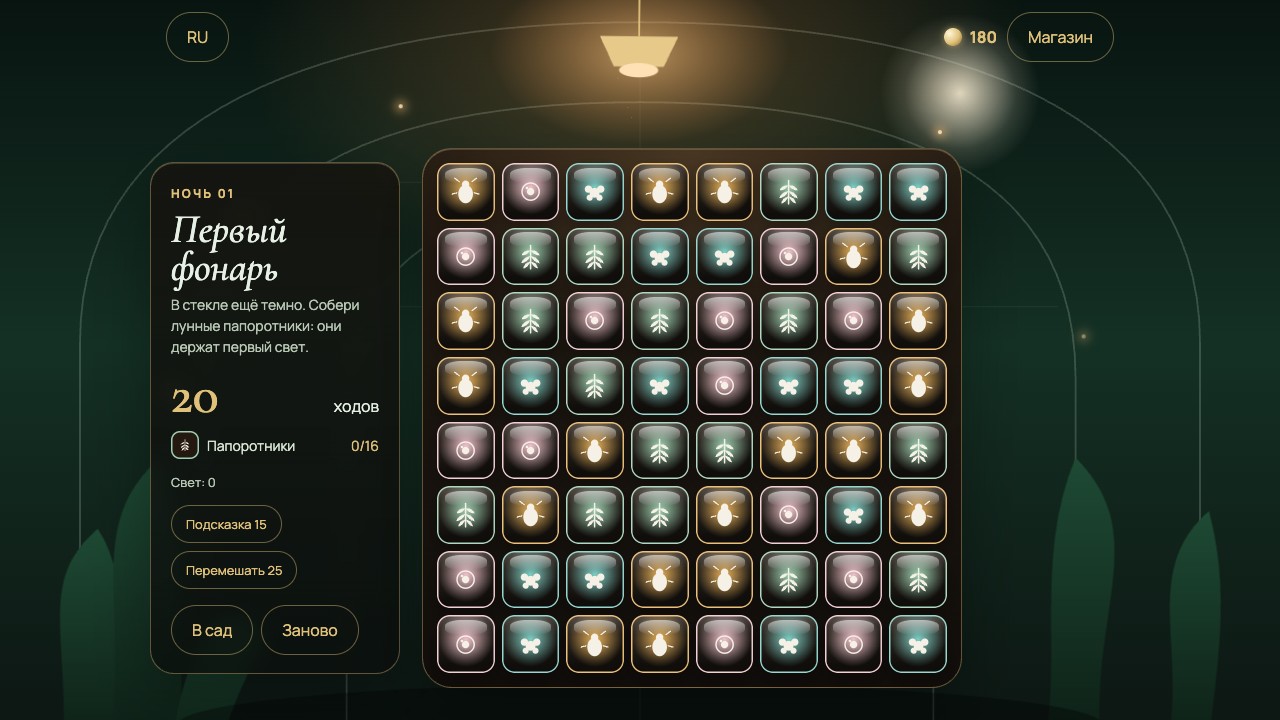 RU
180
Магазин
НОЧЬ 01
Первый
фонарь
В стекле ещё темно. Собери
лунные папоротники: они
держат первый свет.
20 ходов
Папоротники 0/16
Свет: 0
Подсказка 15
Перемешать 25
В сад
Заново